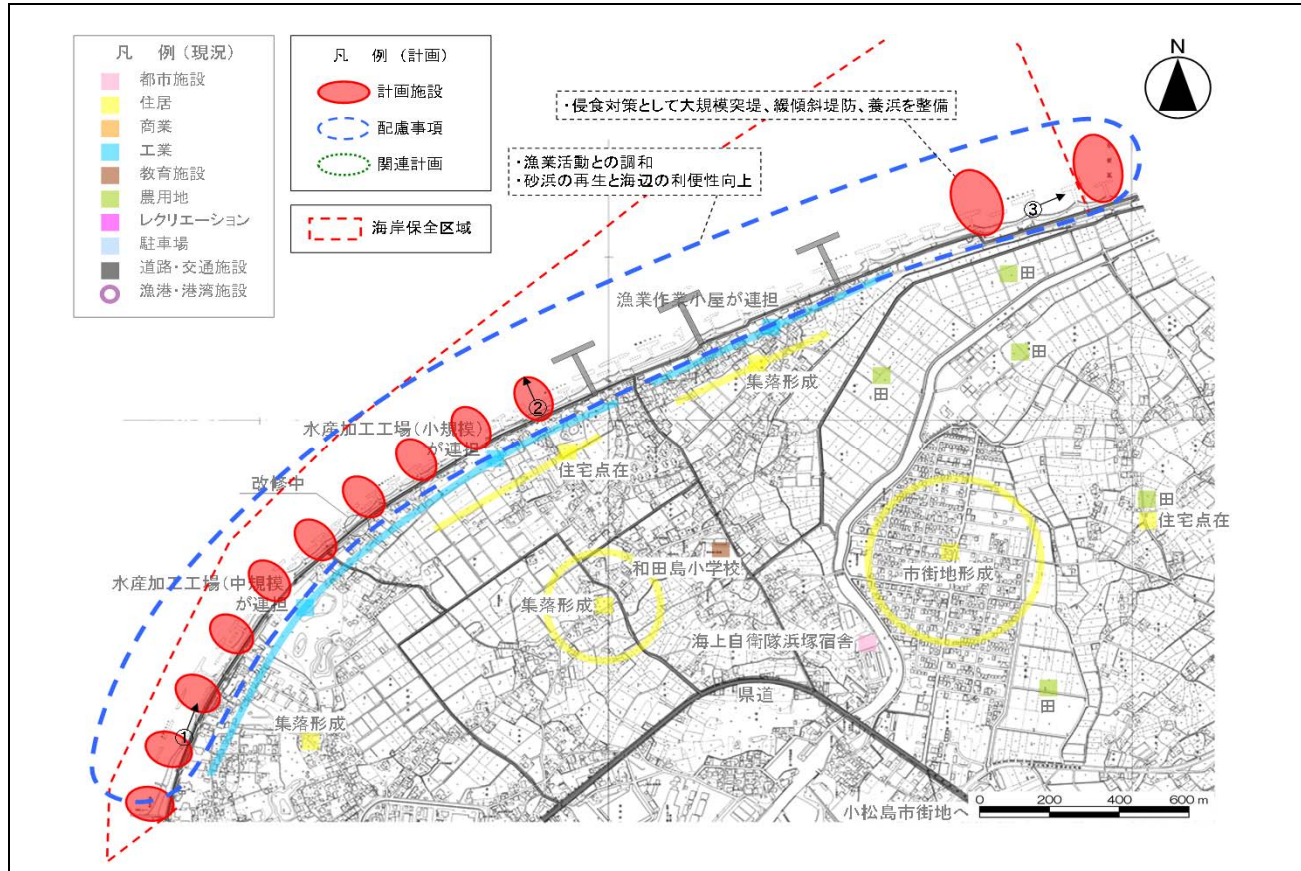 凡 例(現況)
都市施設
住居
商業
工業
教育施設
農用地
レクリエーション
駐車場
道路・交通施設
漁港・港湾施設
凡 例(計画)
計画施設
配慮事項
関連計画
海岸保全区域
N
・侵食対策として大規模突堤、緩傾斜堤防、養浜を整備
・漁業活動との調和
・砂浜の再生と海辺の利便性向上
③
田
漁業作業小屋が連担
田
田
集落形成
②
水産加工工場(小規模)
が連担
住宅点在
改修中
田
住宅点在
市街地形成
和田島小学校
水産加工工場(中規模)
が連担
集落形成
海上自衛隊浜塚宿舎
県道
田
集落形成
①
小松島市街地へ
0 200 400 600 m